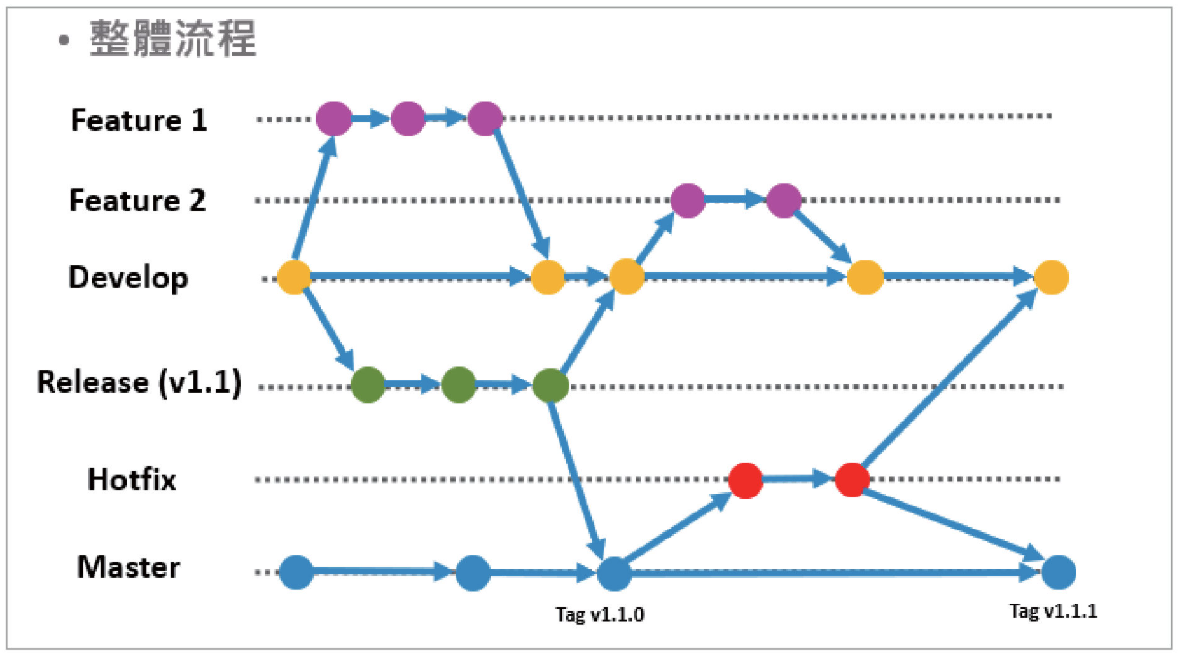 • 整體流程
Feature 1
Feature 2
Develop
Release (v1.1)
Hotfix
Master
Tag v1.1.0
Tag v1.1.1